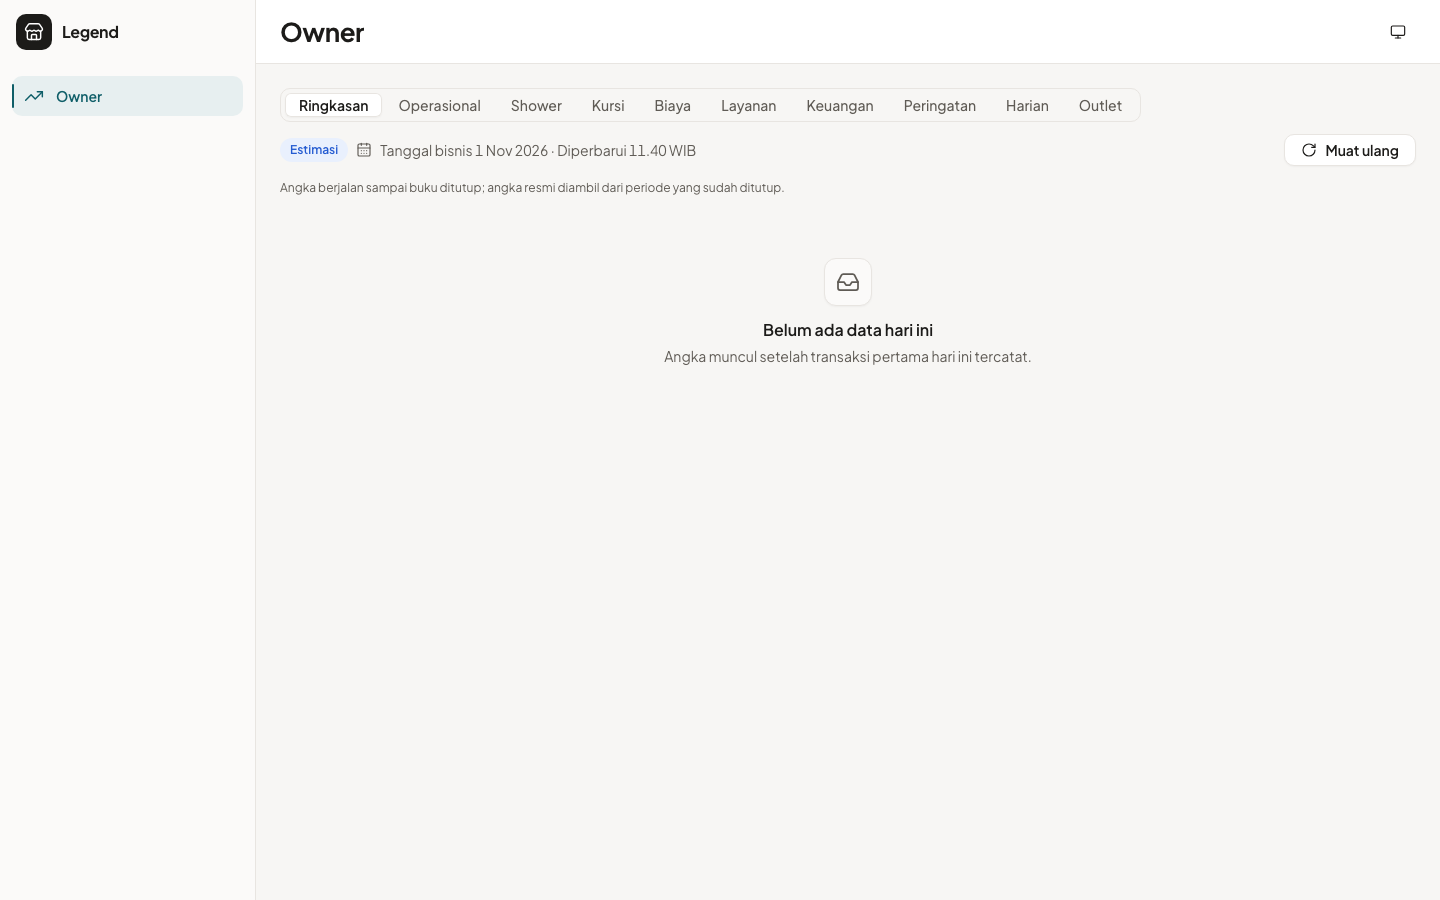 Legend
Owner
Owner
Ringkasan Operasional Shower Kursi Biaya Layanan Keuangan Peringatan Harian Outlet
Estimasi Tanggal bisnis 1 Nov 2026 · Diperbarui 11.40 WIB Muat ulang
Angka berjalan sampai buku ditutup; angka resmi diambil dari periode yang sudah ditutup.
Belum ada data hari ini
Angka muncul setelah transaksi pertama hari ini tercatat.